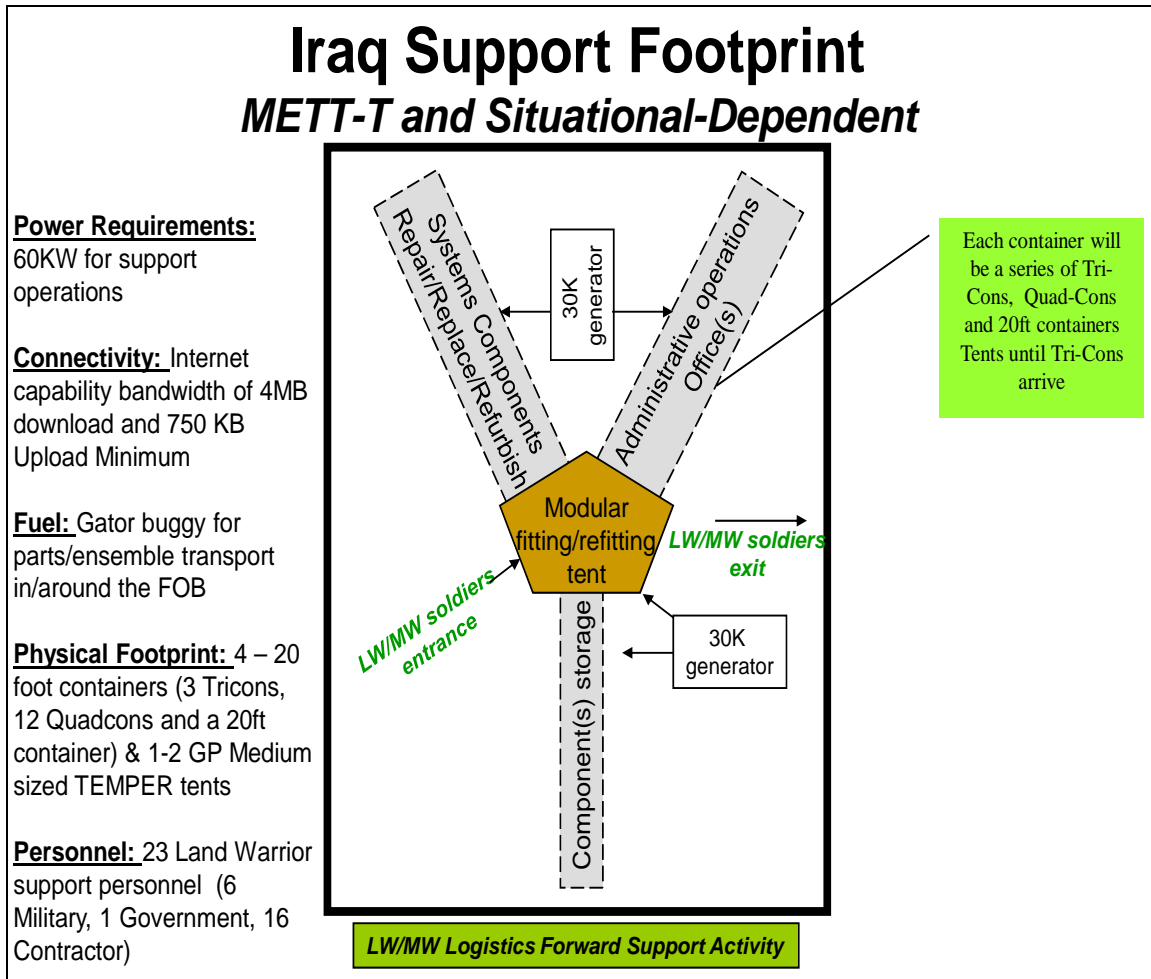 Iraq Support Footprint
METT-T and Situational-Dependent
Power Requirements:
60KW for support
operations
Connectivity: Internet
capability bandwidth of 4MB
download and 750 KB
Upload Minimum
Fuel: Gator buggy for
parts/ensemble transport
in/around the FOB
Physical Footprint: 4 – 20
foot containers (3 Tricons,
12 Quadcons and a 20ft
container) & 1-2 GP Medium
sized TEMPER tents
Personnel: 23 Land Warrior
support personnel (6
Military, 1 Government, 16
Contractor)
Systems Components
Repair/Replace/Refurbish
30K
generator
Administrative operations
Office(s)
Each container will
be a series of Tri-
Cons, Quad-Cons
and 20ft containers
Tents until Tri-Cons
arrive
Modular
fitting/refitting
tent
LW/MW soldiers
exit
LW/MW soldiers
entrance
30K
generator
Component(s) storage
LW/MW Logistics Forward Support Activity